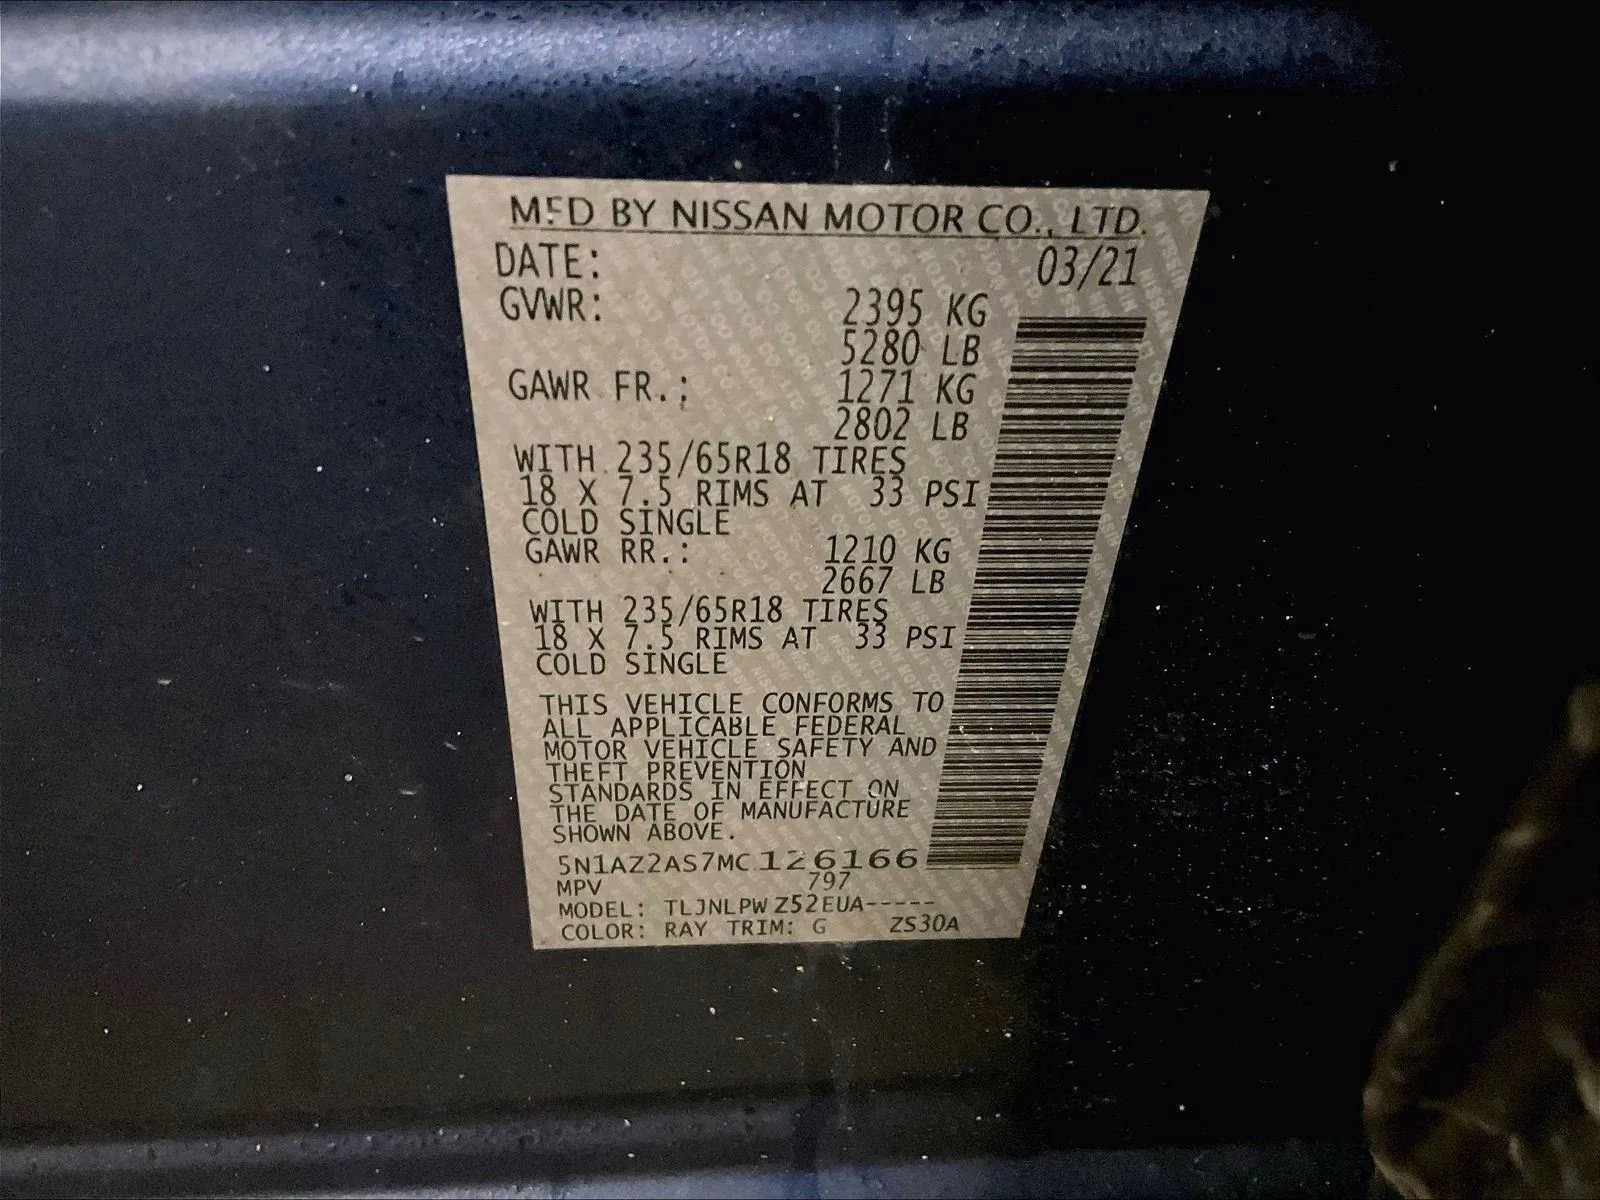 MFD BY NISSAN MOTOR CO., LTD.
DATE: 03/21
GVWR: 2395 KG
5280 LB
GAWR FR.: 1271 KG
2802 LB
WITH 235/65R18 TIRES
18 X 7.5 RIMS AT 33 PSI
COLD SINGLE
GAWR RR.: 1210 KG
2667 LB
WITH 235/65R18 TIRES
18 X 7.5 RIMS AT 33 PSI
COLD SINGLE
THIS VEHICLE CONFORMS TO
ALL APPLICABLE FEDERAL
MOTOR VEHICLE SAFETY AND
THEFT PREVENTION
STANDARDS IN EFFECT ON
THE DATE OF MANUFACTURE
SHOWN ABOVE.
5N1AZ2AS7MC126166
MPV 797
MODEL: TLJNLPW Z52EUA-----
COLOR: RAY TRIM: G ZS30A